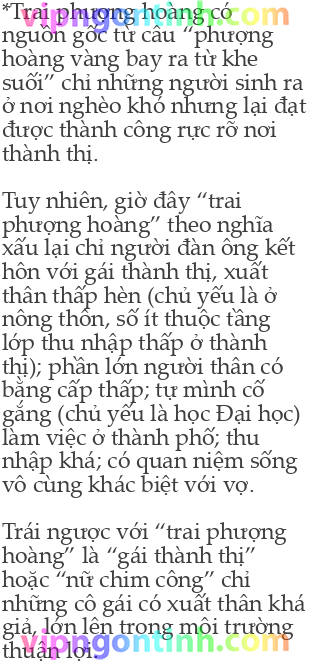 *Trai phượng hoàng có
nguồn gốc từ câu “phượng
hoàng vàng bay ra từ khe
suối” chỉ những người sinh ra
ở nơi nghèo khó nhưng lại đạt
được thành công rực rỡ nơi
thành thị.
Tuy nhiên, giờ đây “trai
phượng hoàng” theo nghĩa
xấu lại chỉ người đàn ông kết
hôn với gái thành thị, xuất
thân thấp hèn (chủ yếu là ở
nông thôn, số ít thuộc tầng
lớp thu nhập thấp ở thành
thị); phần lớn người thân có
bằng cấp thấp; tự mình cố
gắng (chủ yếu là học Đại học)
làm việc ở thành phố; thu
nhập khá; có quan niệm sống
vô cùng khác biệt với vợ.
Trái ngược với “trai phượng
hoàng” là “gái thành thị”
hoặc “nữ chim công” chỉ
những cô gái có xuất thân khá
giả, lớn lên trong môi trường
thuận lợi.
vipngontinh.com
vipngontinh.com